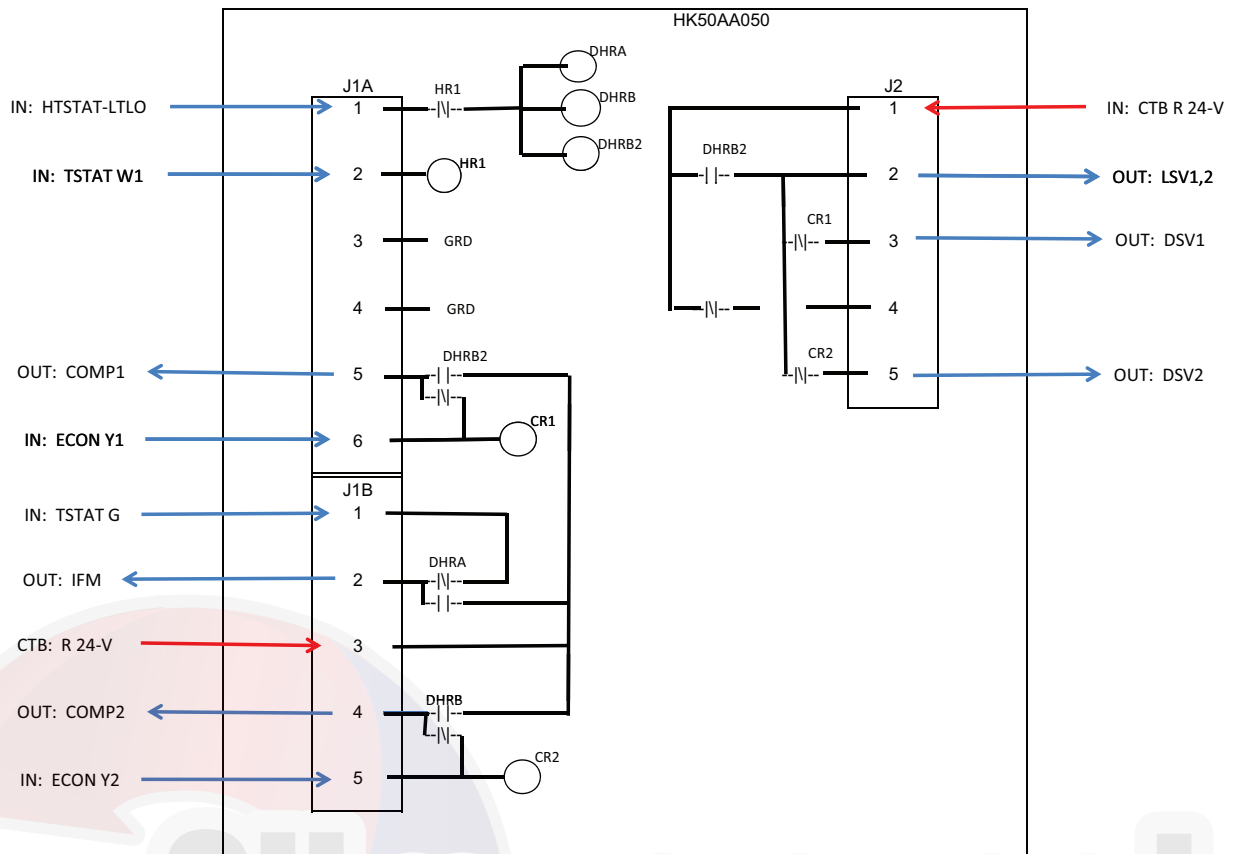 HK50AA050
DHRA
J1A
J2
IN: HTSTAT-LTLO
1
HR1
DHRB
1
IN: CTB R 24-V
DHRB2
DHRB2
IN: TSTAT W1
2
HR1
2
OUT: LSV1,2
CR1
3
GRD
3
OUT: DSV1
4
GRD
4
DHRB2
CR2
OUT: COMP1
5
5
OUT: DSV2
CR1
IN: ECON Y1
6
J1B
IN: TSTAT G
1
DHRA
OUT: IFM
2
CTB: R 24-V
3
DHRB
OUT: COMP2
4
CR2
IN: ECON Y2
5